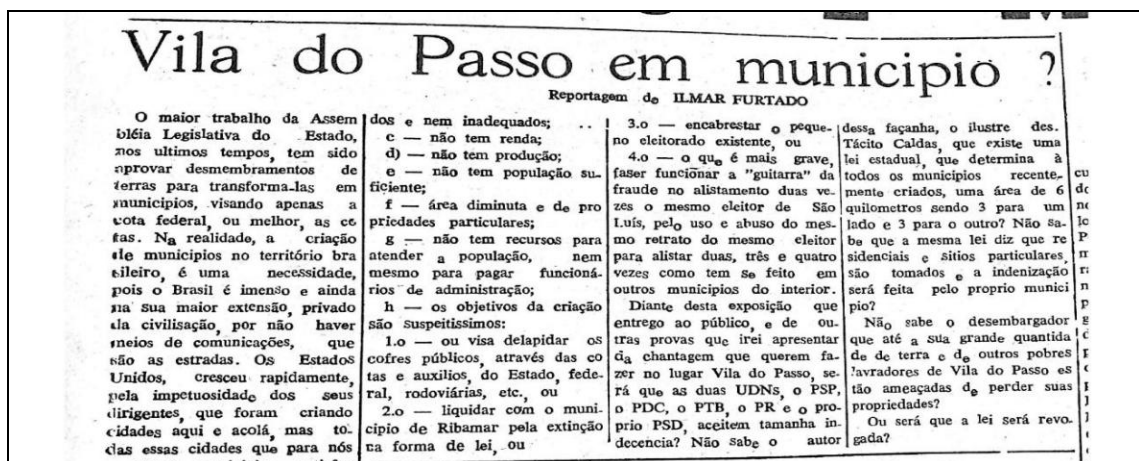 Vila do Passo em municipio ?
Reportagem de ILMAR FURTADO
O maior trabalho da Assem
bléia Legislativa do Estado,
nos ultimos tempos, tem sido
aprovar desmembramentos de
terras para transforma-las em
municipios, visando apenas a
cota federal, ou melhor, as co
tas. Na realidade, a criação
de municipios no território bra
sileiro, é uma necessidade,
pois o Brasil é imenso e ainda
na sua maior extensão, privado
da civilisação, por não haver
meios de comunicações, que
são as estradas. Os Estados
Unidos, cresceu rapidamente,
pela impetuosidade dos seus
dirigentes, que foram criando
cidades aqui e acolá, mas to-
das essas cidades que para nós
dos e nem inadequados;
c — não tem renda;
d) — não tem produção;
e — não tem população su-
ficiente;
f — área diminuta e de pro
priedades particulares;
g — não tem recursos para
atender a população, nem
mesmo para pagar funcioná-
rios de administração;
h — os objetivos da criação
são suspeitissimos:
1.o — ou visa delapidar os
cofres públicos, através das co
tas e auxilios, do Estado, fede-
ral, rodoviárias, etc., ou
2.o — liquidar com o muni-
cipio de Ribamar pela extinção
na forma de lei, ou
3.o — encabrestar o peque-
no eleitorado existente, ou
4.o — o que é mais grave,
faser funcionar a "guitarra" da
fraude no alistamento duas ve-
zes o mesmo eleitor de São
Luís, pelo uso e abuso do mes-
mo retrato do mesmo eleitor
para alistar duas, três e quatro
vezes como tem se feito em
outros municipios do interior.
Diante desta exposição que
entrego ao público, e de ou-
tras provas que irei apresentar
da chantagem que querem fa-
zer no lugar Vila do Passo, se-
rá que as duas UDNs, o PSP,
o PDC, o PTB, o PR e o pro-
prio PSD, aceitem tamanha in-
decencia? Não sabe o autor
dessa façanha, o ilustre des.
Tácito Caldas, que existe uma
lei estadual, que determina à
todos os municipios recente-
mente criados, uma área de 6
quilometros sendo 3 para um
lado e 3 para o outro? Não sa-
be que a mesma lei diz que re
sidenciais e sitios particulares,
são tomados e a indenização
será feita pelo proprio munici
pio?
Não sabe o desembargador
que até a sua grande quantida
de de terra e de outros pobres
lavradores de Vila do Passo es
tão ameaçadas de perder suas
propriedades?
Ou será que a lei será revo-
gada?